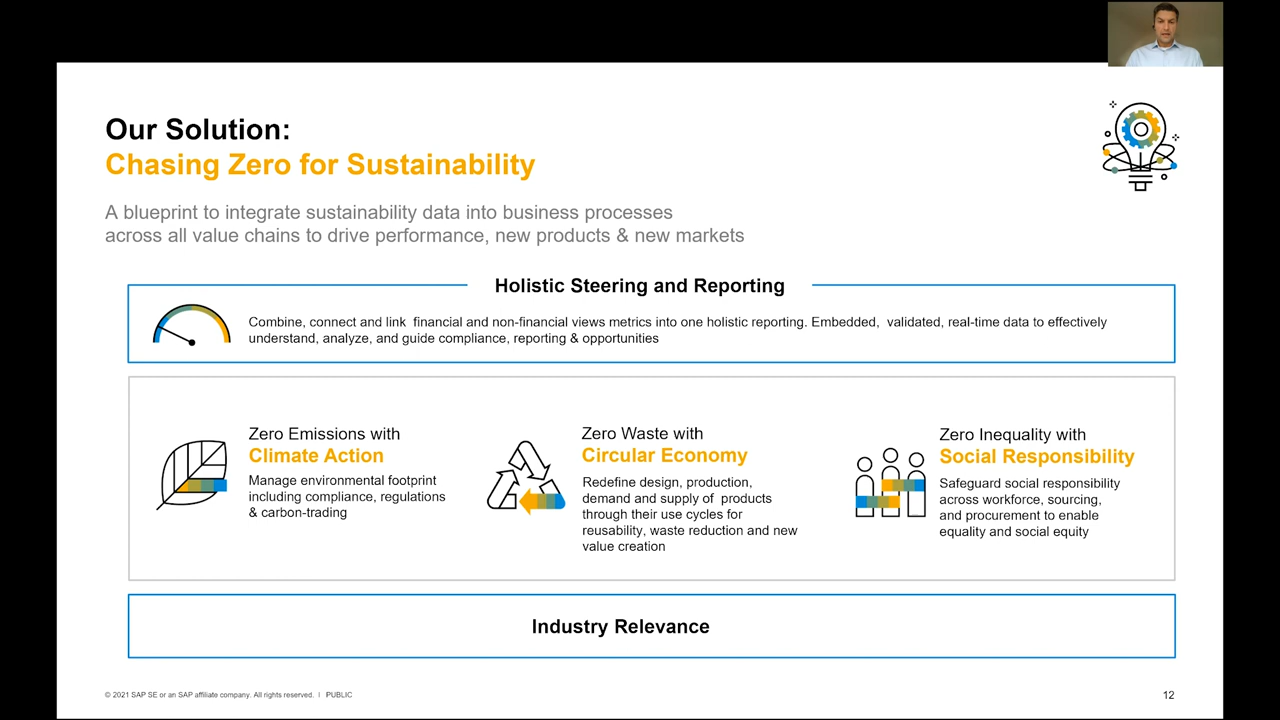 Our Solution:
Chasing Zero for Sustainability
A blueprint to integrate sustainability data into business processes
across all value chains to drive performance, new products & new markets
Holistic Steering and Reporting
Combine, connect and link financial and non-financial views metrics into one holistic reporting. Embedded, validated, real-time data to effectively
understand, analyze, and guide compliance, reporting & opportunities
Zero Emissions with
Climate Action
Manage environmental footprint
including compliance, regulations
& carbon-trading
Zero Waste with
Circular Economy
Redefine design, production,
demand and supply of products
through their use cycles for
reusability, waste reduction and new
value creation
Zero Inequality with
Social Responsibility
Safeguard social responsibility
across workforce, sourcing,
and procurement to enable
equality and social equity
Industry Relevance
© 2021 SAP SE or an SAP affiliate company. All rights reserved. | PUBLIC
12